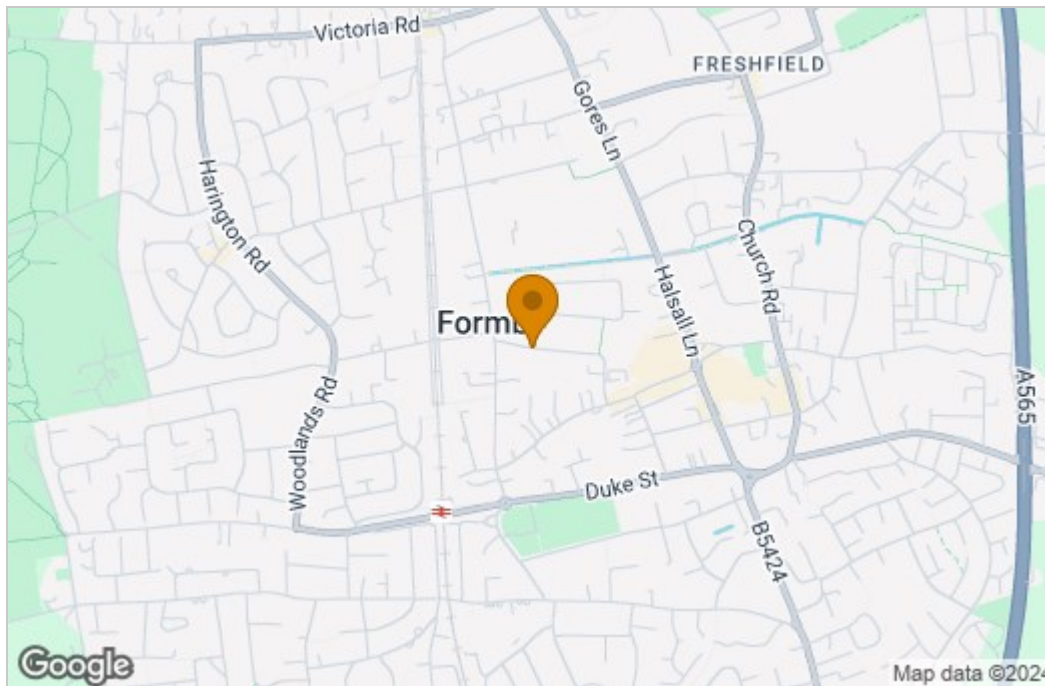 Victoria Rd
FRESHFIELD
Gores Ln
Harington Rd
Church Rd
Halsall Ln
Formb
A565
Woodlands Rd
Duke St
B5424
Google
Map data ©2024